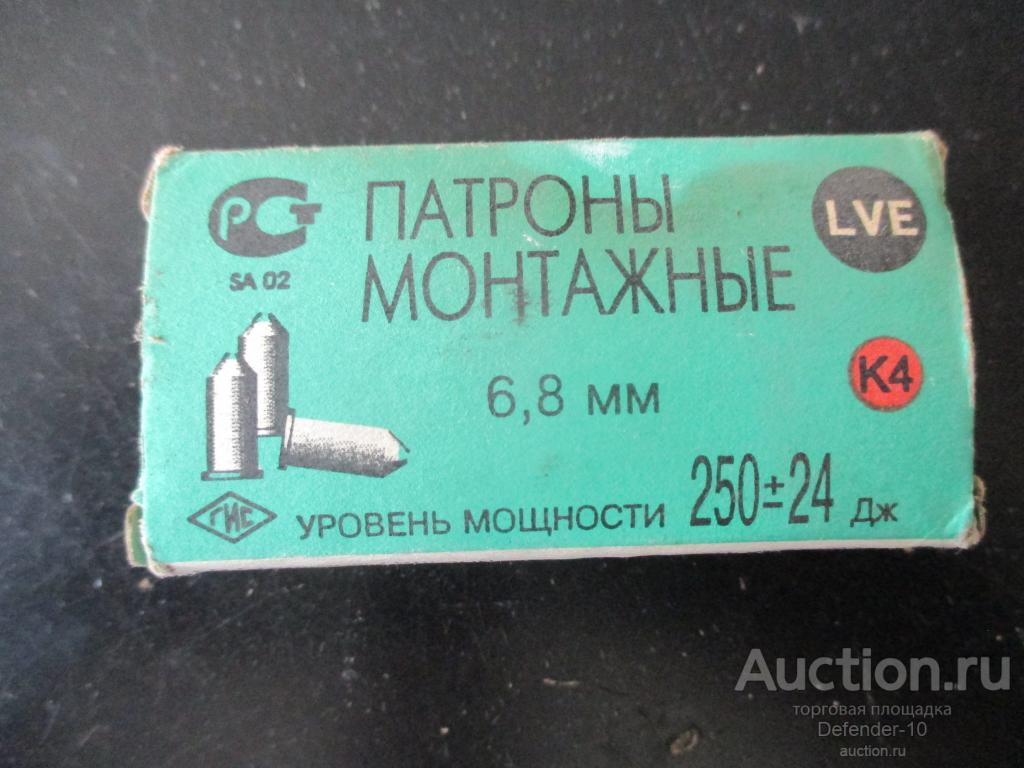 РСТ
SA 02
ПАТРОНЫ
МОНТАЖНЫЕ
LVE
6,8 мм
К4
ГИС
УРОВЕНЬ МОЩНОСТИ 250±24 Дж
Auction.ru
торговая площадка
Defender-10
auction.ru